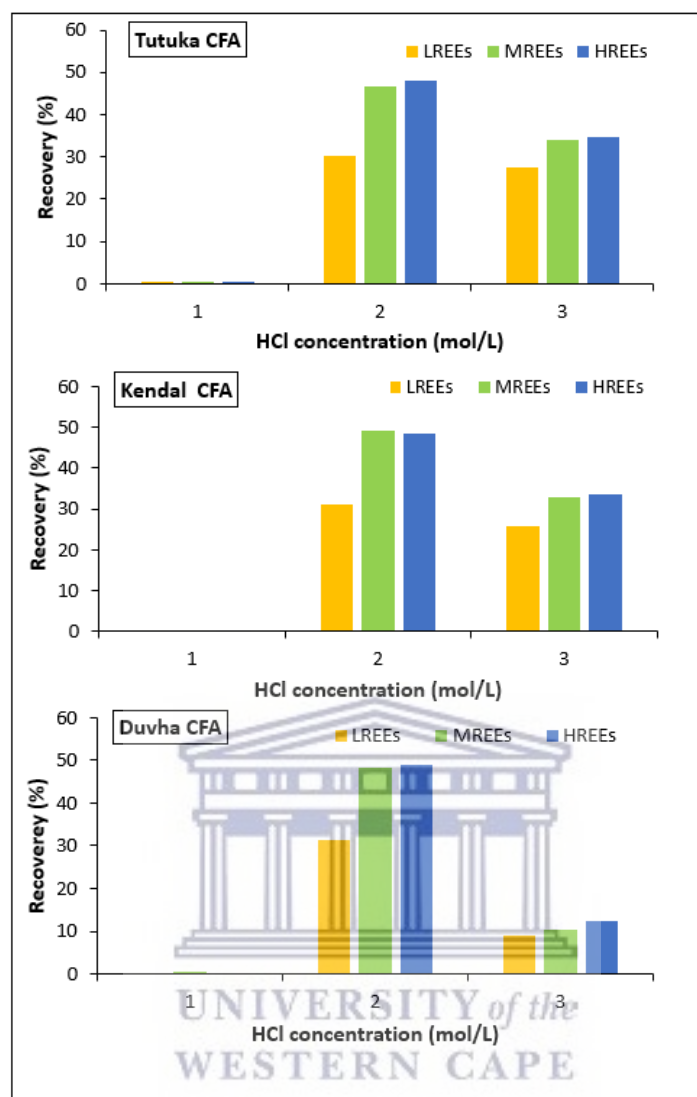 Tutuka CFA
LREEs MREEs HREEs
Recovery (%)
60
50
40
30
20
10
0
1 2 3
HCl concentration (mol/L)
Kendal CFA
LREEs MREEs HREEs
Recovery (%)
60
50
40
30
20
10
0
1 2 3
HCl concentration (mol/L)
Duvha CFA
LREEs MREEs HREEs
Recoverey (%)
60
50
40
30
20
10
0
1 2 3
UNIVERSITY of the
HCl concentration (mol/L)
WESTERN CAPE